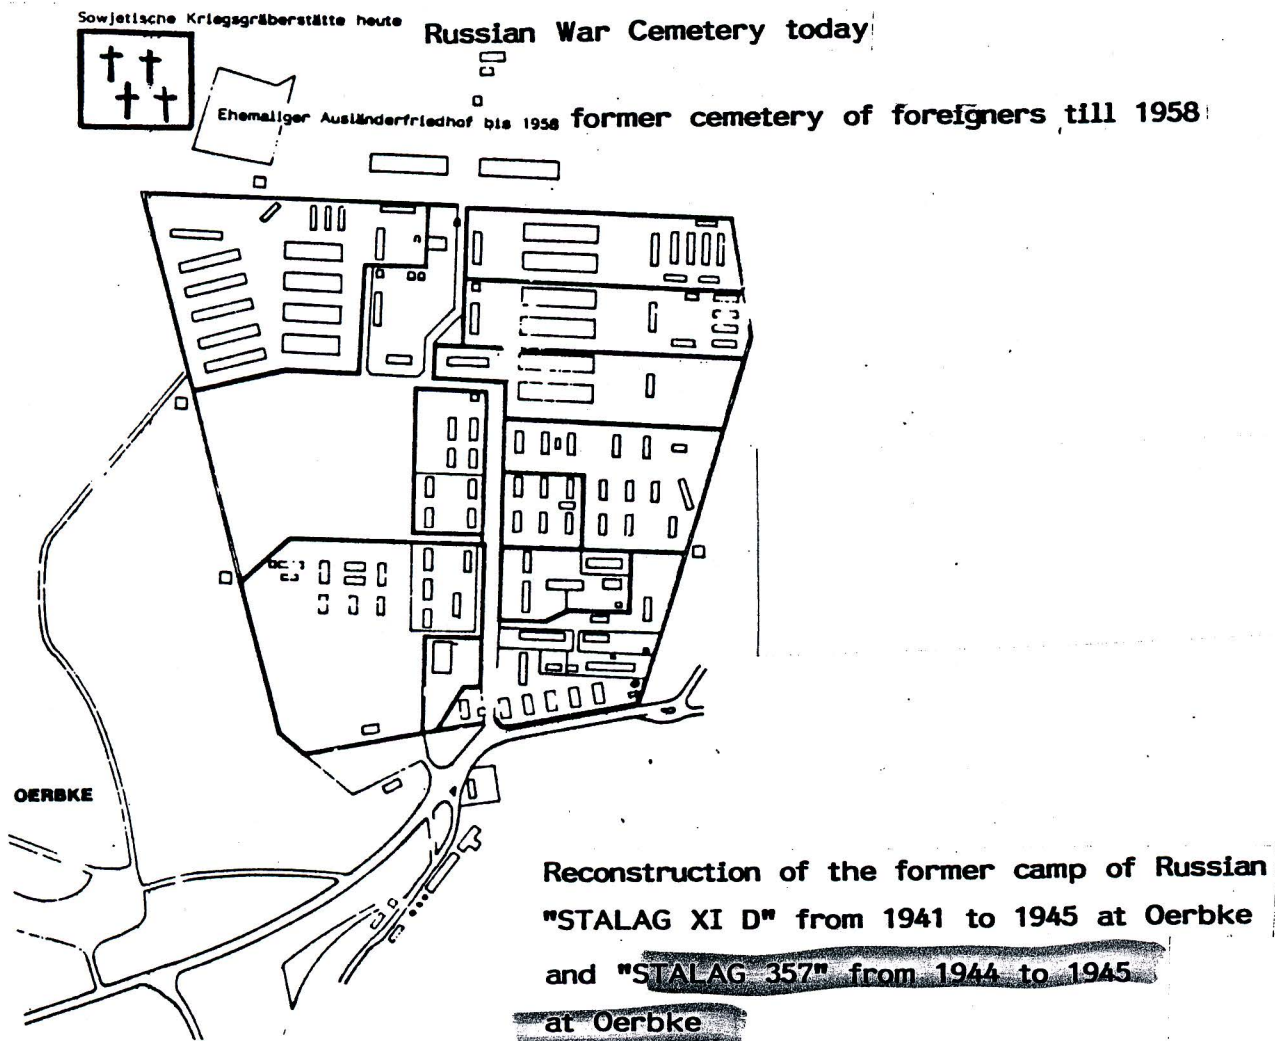 Sowjetische Kriegsgräberstätte heute
Russian War Cemetery today
Ehemaliger Ausländerfriedhof bis 1958 former cemetery of foreigners till 1958
OERBKE
Reconstruction of the former camp of Russian
"STALAG XI D" from 1941 to 1945 at Oerbke
and "STALAG 357" from 1944 to 1945
at Oerbke